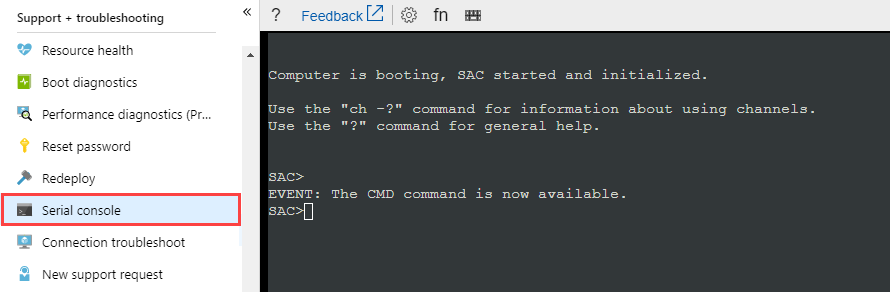 Support + troubleshooting
«
Resource health
Boot diagnostics
Performance diagnostics (Pr...
Reset password
Redeploy
Serial console
Connection troubleshoot
New support request
? Feedback fn
Computer is booting, SAC started and initialized.
Use the "ch -?" command for information about using channels.
Use the "?" command for general help.
SAC>
EVENT: The CMD command is now available.
SAC>